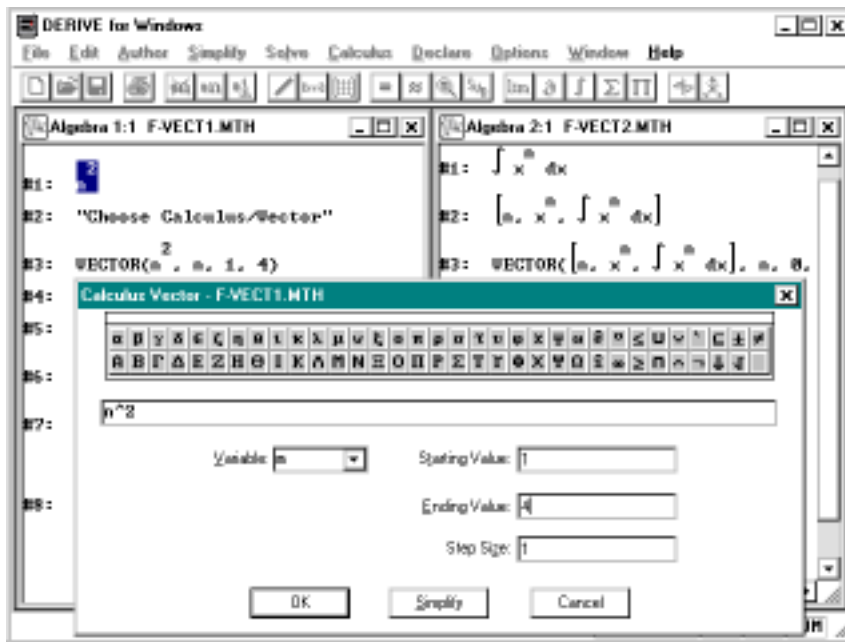 DERIVE for Windows
File Edit Author Simplify Solve Calculus Declare Options Window Help
lim ∂ ∫ Σ Π
Algebra 1:1 F-VECT1.MTH
#1: n^2
#2: "Choose Calculus/Vector"
#3: VECTOR(n^2, n, 1, 4)
#4:
#5:
#6:
#7:
#8:
Algebra 2:1 F-VECT2.MTH
#1: ∫ x^n dx
#2: [n, x^n, ∫ x^n dx]
#3: VECTOR([n, x^n, ∫ x^n dx], n, 0,
Calculus Vector - F-VECT1.MTH
α β γ δ ε ζ η θ ι κ λ μ ν ξ ο π ρ σ τ υ φ χ ψ ω
Α Β Γ Δ Ε Ζ Η Θ Ι Κ Λ Μ Ν Ξ Ο Π Ρ Σ Τ Υ Φ Χ Ψ Ω
n^2
Variable:
Starting Value: 1
Ending Value: 4
Step Size: 1
OK Simplify Cancel